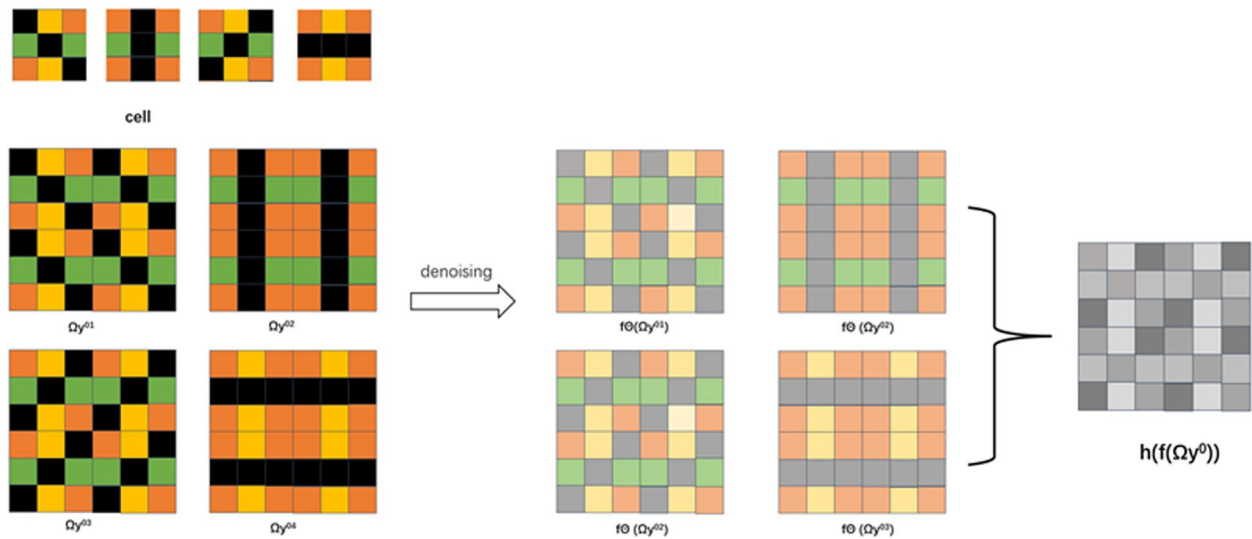 cell
Ωy⁰¹
Ωy⁰²
denoising
fΘ(Ωy⁰¹)
fΘ (Ωy⁰²)
h(f(Ωy⁰))
Ωy⁰³
Ωy⁰⁴
fΘ (Ωy⁰²)
fΘ (Ωy⁰³)